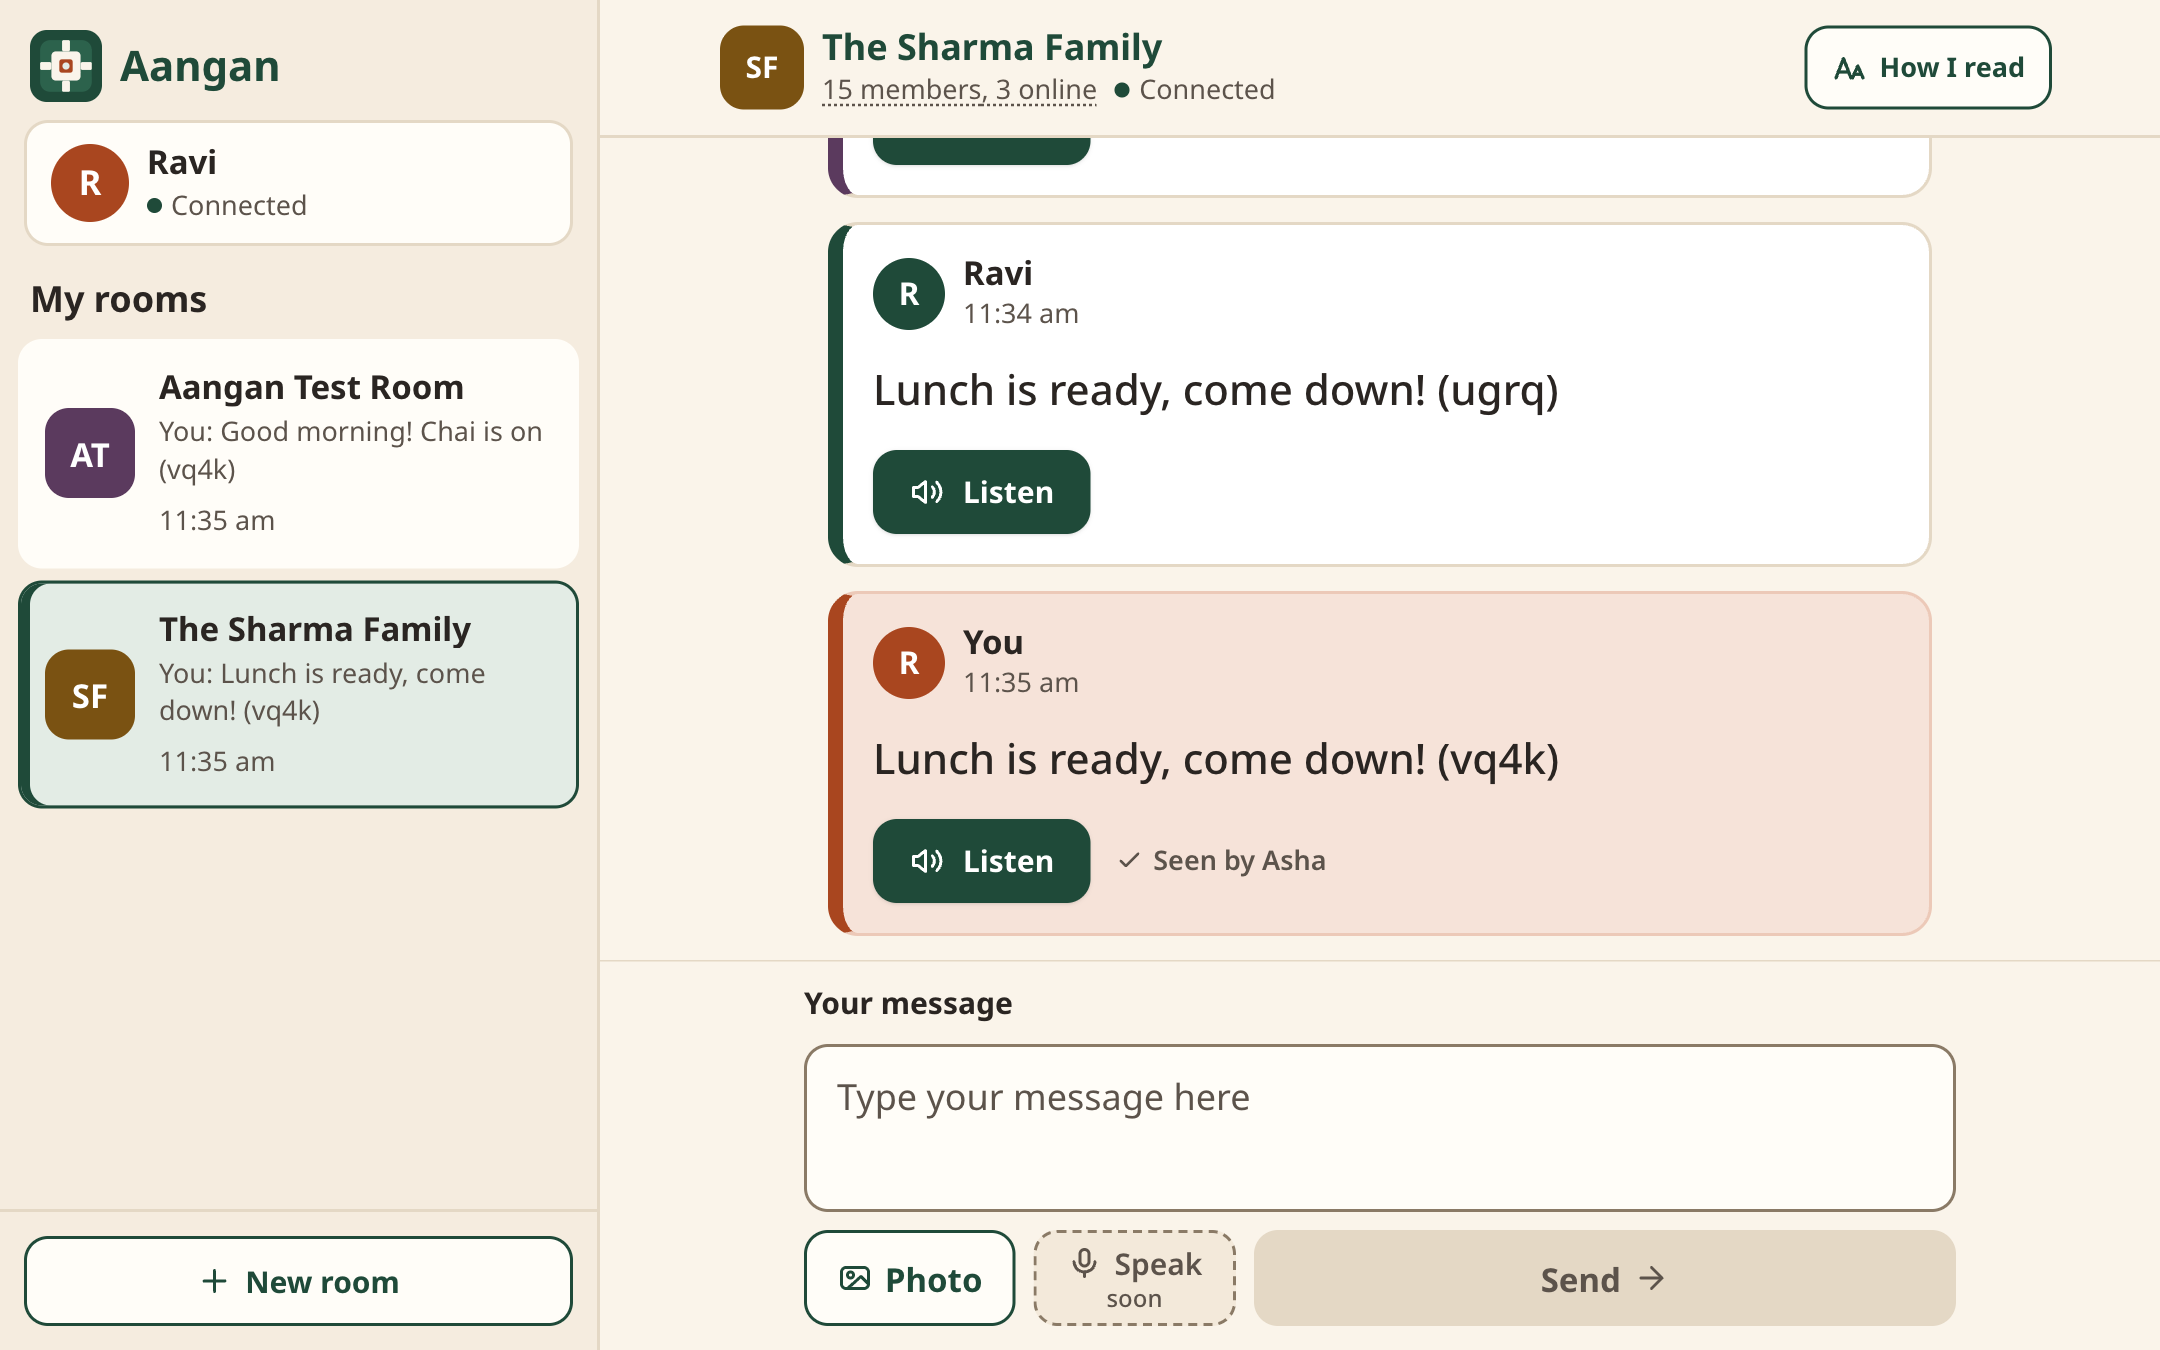 Aangan
R
Ravi
Connected
My rooms
AT
Aangan Test Room
You: Good morning! Chai is on
(vq4k)
11:35 am
SF
The Sharma Family
You: Lunch is ready, come
down! (vq4k)
11:35 am
New room
SF
The Sharma Family
15 members, 3 online
Connected
AA How I read
R
Ravi
11:34 am
Lunch is ready, come down! (ugrq)
Listen
R
You
11:35 am
Lunch is ready, come down! (vq4k)
Listen
Seen by Asha
Your message
Type your message here
Photo
Speak
soon
Send